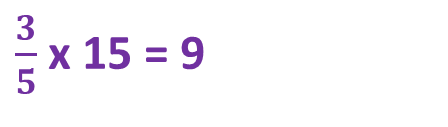 3/5 x 15 = 9